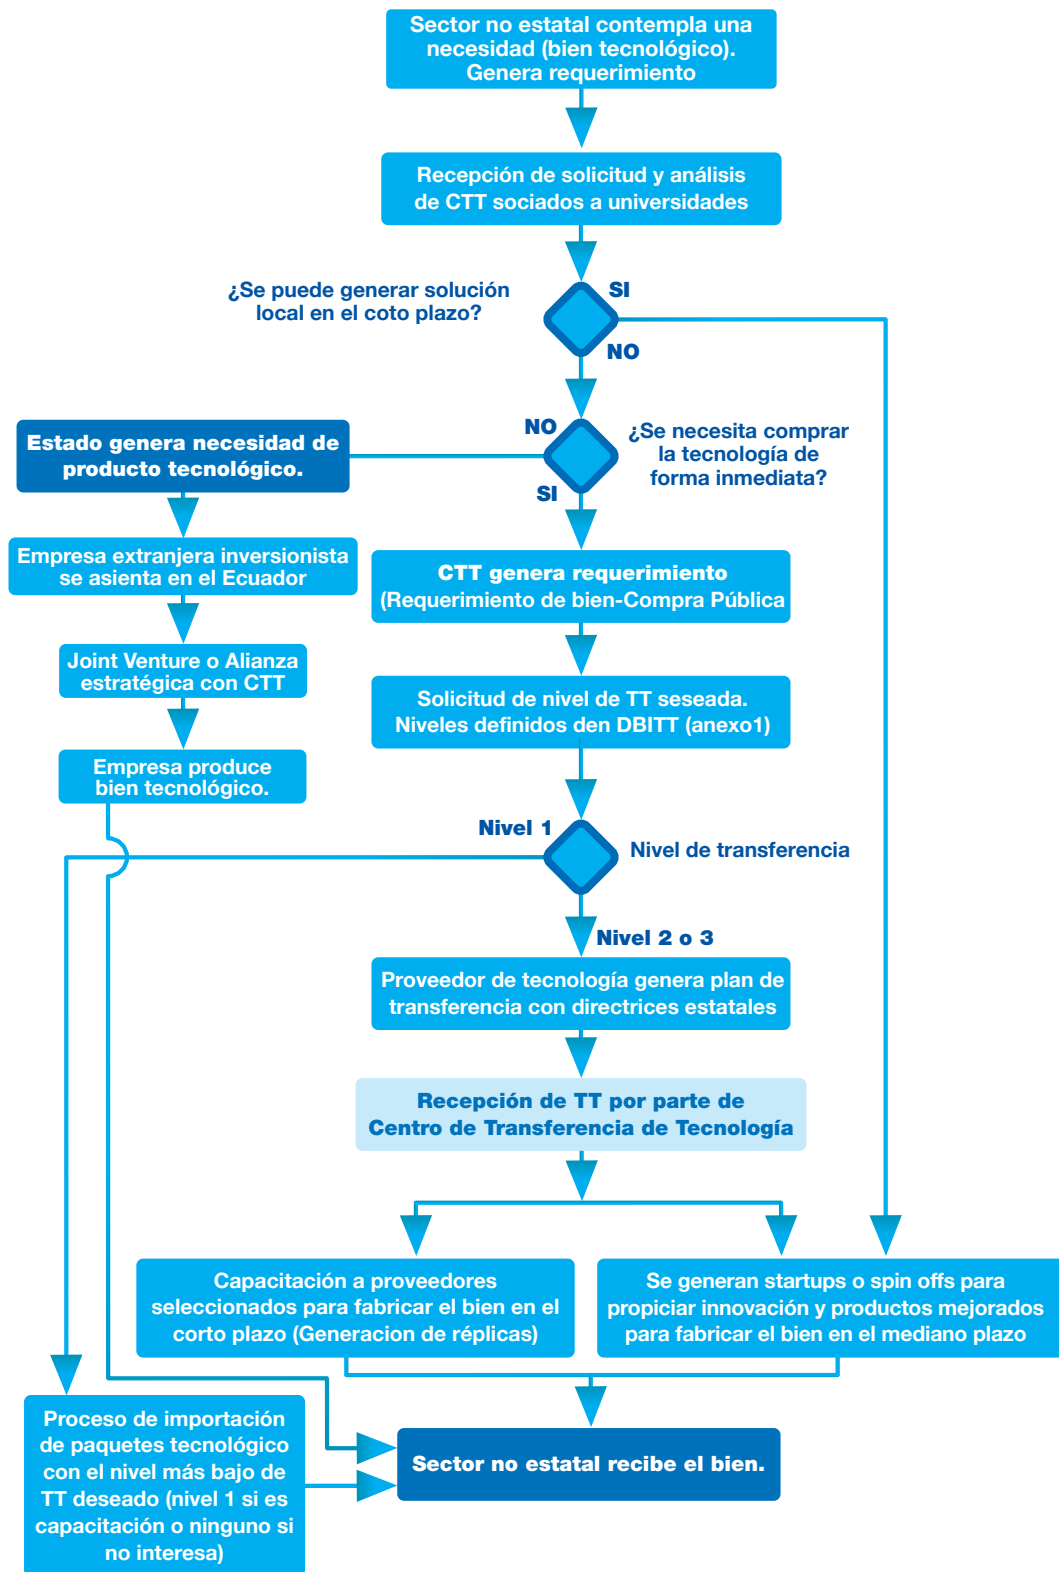 Sector no estatal contempla una
necesidad (bien tecnológico).
Genera requerimiento
Recepción de solicitud y análisis
de CTT sociados a universidades
¿Se puede generar solución
local en el coto plazo?
SI
NO
NO
¿Se necesita comprar
la tecnología de
forma inmediata?
SI
Estado genera necesidad de
producto tecnológico.
Empresa extranjera inversionista
se asienta en el Ecuador
Joint Venture o Alianza
estratégica con CTT
Empresa produce
bien tecnológico.
CTT genera requerimiento
(Requerimiento de bien-Compra Pública
Solicitud de nivel de TT seseada.
Niveles definidos den DBITT (anexo1)
Nivel 1
Nivel de transferencia
Nivel 2 o 3
Proveedor de tecnología genera plan de
transferencia con directrices estatales
Recepción de TT por parte de
Centro de Transferencia de Tecnología
Capacitación a proveedores
seleccionados para fabricar el bien en el
corto plazo (Generacion de réplicas)
Se generan startups o spin offs para
propiciar innovación y productos mejorados
para fabricar el bien en el mediano plazo
Proceso de importación
de paquetes tecnológico
con el nivel más bajo de
TT deseado (nivel 1 si es
capacitación o ninguno si
no interesa)
Sector no estatal recibe el bien.